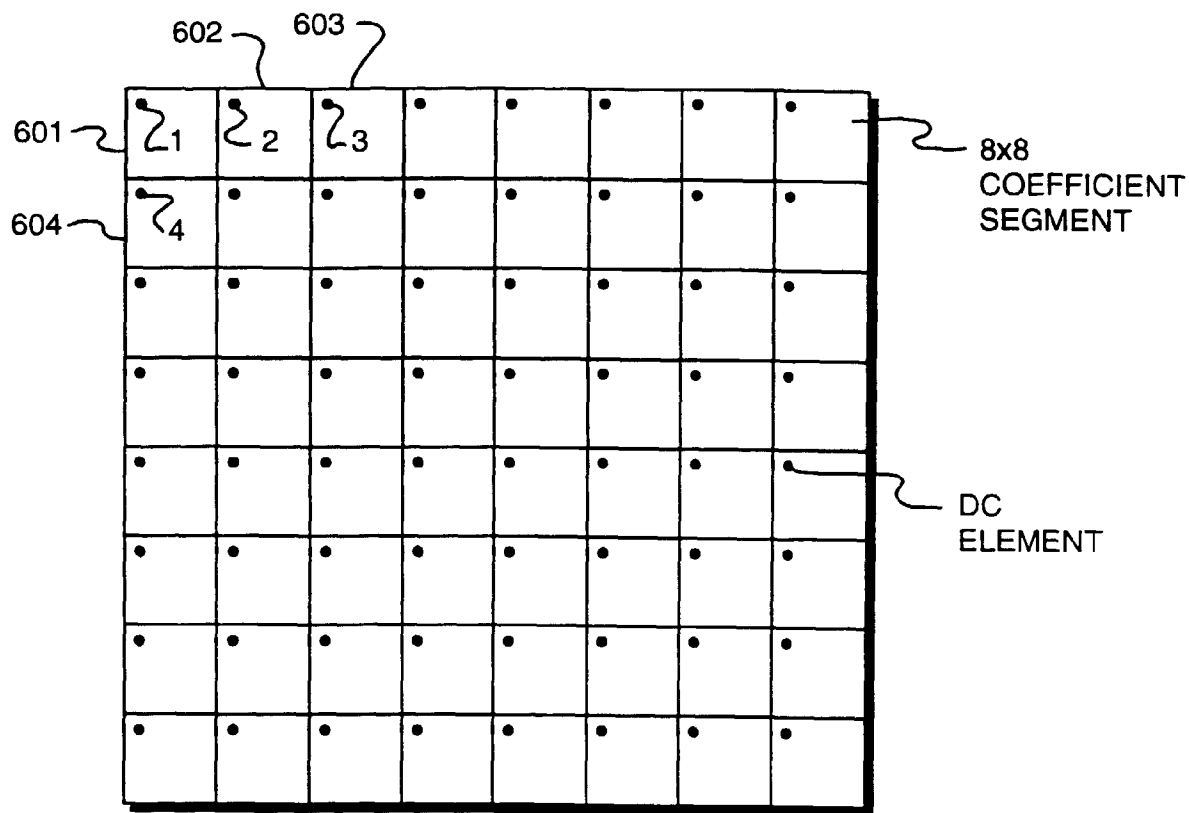 602
603
601
1
2
3
8x8
COEFFICIENT
SEGMENT
604
4
DC
ELEMENT